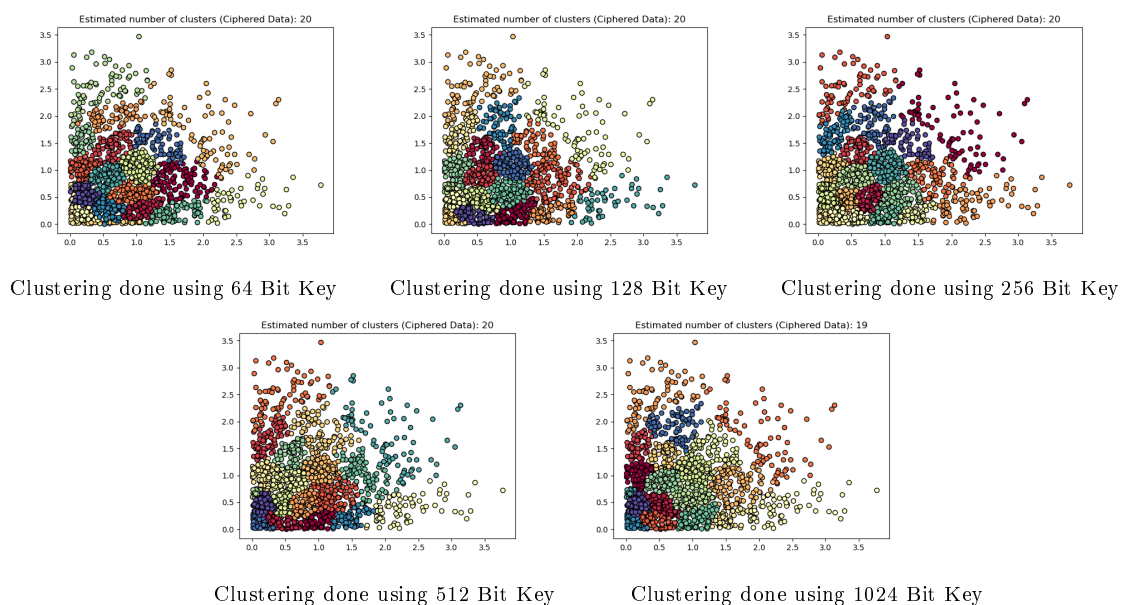 Estimated number of clusters (Ciphered Data): 20
3.5
3.0
2.5
2.0
1.5
1.0
0.5
0.0
0.0 0.5 1.0 1.5 2.0 2.5 3.0 3.5
Clustering done using 64 Bit Key
Estimated number of clusters (Ciphered Data): 20
3.5
3.0
2.5
2.0
1.5
1.0
0.5
0.0
0.0 0.5 1.0 1.5 2.0 2.5 3.0 3.5
Clustering done using 128 Bit Key
Estimated number of clusters (Ciphered Data): 20
3.5
3.0
2.5
2.0
1.5
1.0
0.5
0.0
0.0 0.5 1.0 1.5 2.0 2.5 3.0 3.5
Clustering done using 256 Bit Key
Estimated number of clusters (Ciphered Data): 20
3.5
3.0
2.5
2.0
1.5
1.0
0.5
0.0
0.0 0.5 1.0 1.5 2.0 2.5 3.0 3.5
Clustering done using 512 Bit Key
Estimated number of clusters (Ciphered Data): 19
3.5
3.0
2.5
2.0
1.5
1.0
0.5
0.0
0.0 0.5 1.0 1.5 2.0 2.5 3.0 3.5
Clustering done using 1024 Bit Key